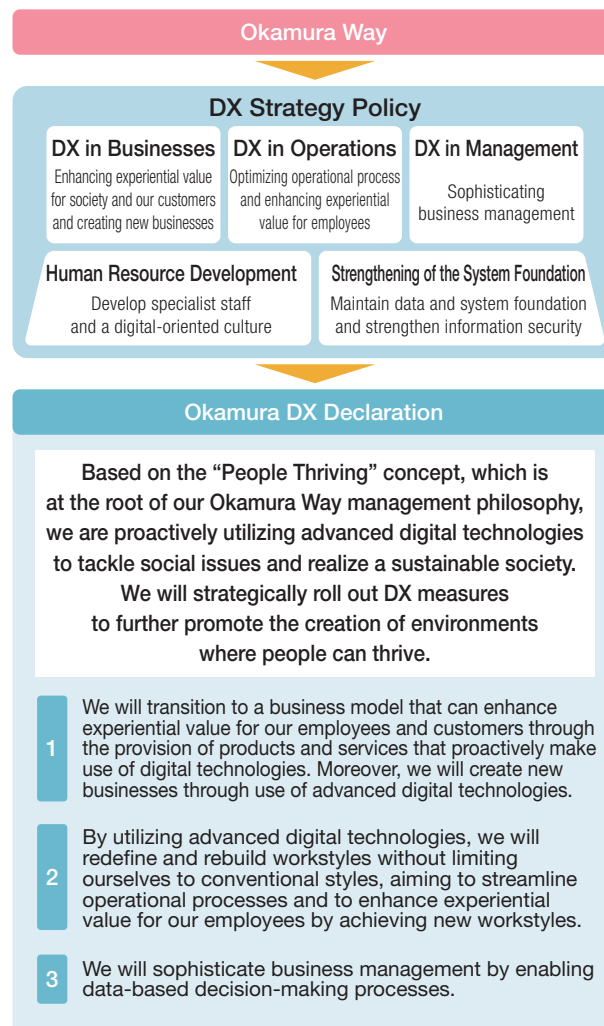 Okamura Way
DX Strategy Policy
DX in Businesses
Enhancing experiential value
for society and our customers
and creating new businesses
DX in Operations
Optimizing operational process
and enhancing experiential
value for employees
DX in Management
Sophisticating
business management
Human Resource Development
Develop specialist staff
and a digital-oriented culture
Strengthening of the System Foundation
Maintain data and system foundation
and strengthen information security
Okamura DX Declaration
Based on the “People Thriving” concept, which is
at the root of our Okamura Way management philosophy,
we are proactively utilizing advanced digital technologies
to tackle social issues and realize a sustainable society.
We will strategically roll out DX measures
to further promote the creation of environments
where people can thrive.
1
We will transition to a business model that can enhance
experiential value for our employees and customers through
the provision of products and services that proactively make
use of digital technologies. Moreover, we will create new
businesses through use of advanced digital technologies.
2
By utilizing advanced digital technologies, we will
redefine and rebuild workstyles without limiting
ourselves to conventional styles, aiming to streamline
operational processes and to enhance experiential
value for our employees by achieving new workstyles.
3
We will sophisticate business management by enabling
data-based decision-making processes.